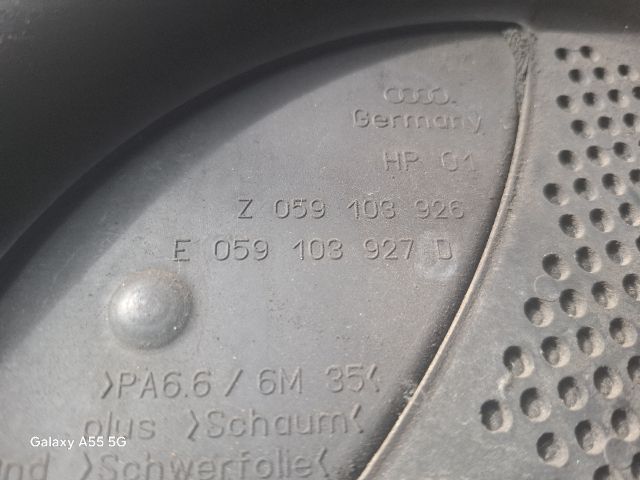 Germany
HP 01
Z 059 103 926
E 059 103 927 D
>PA6.6 / 6M 35<
plus >Schaum<
und >Schwerfolie<
Galaxy A55 5G